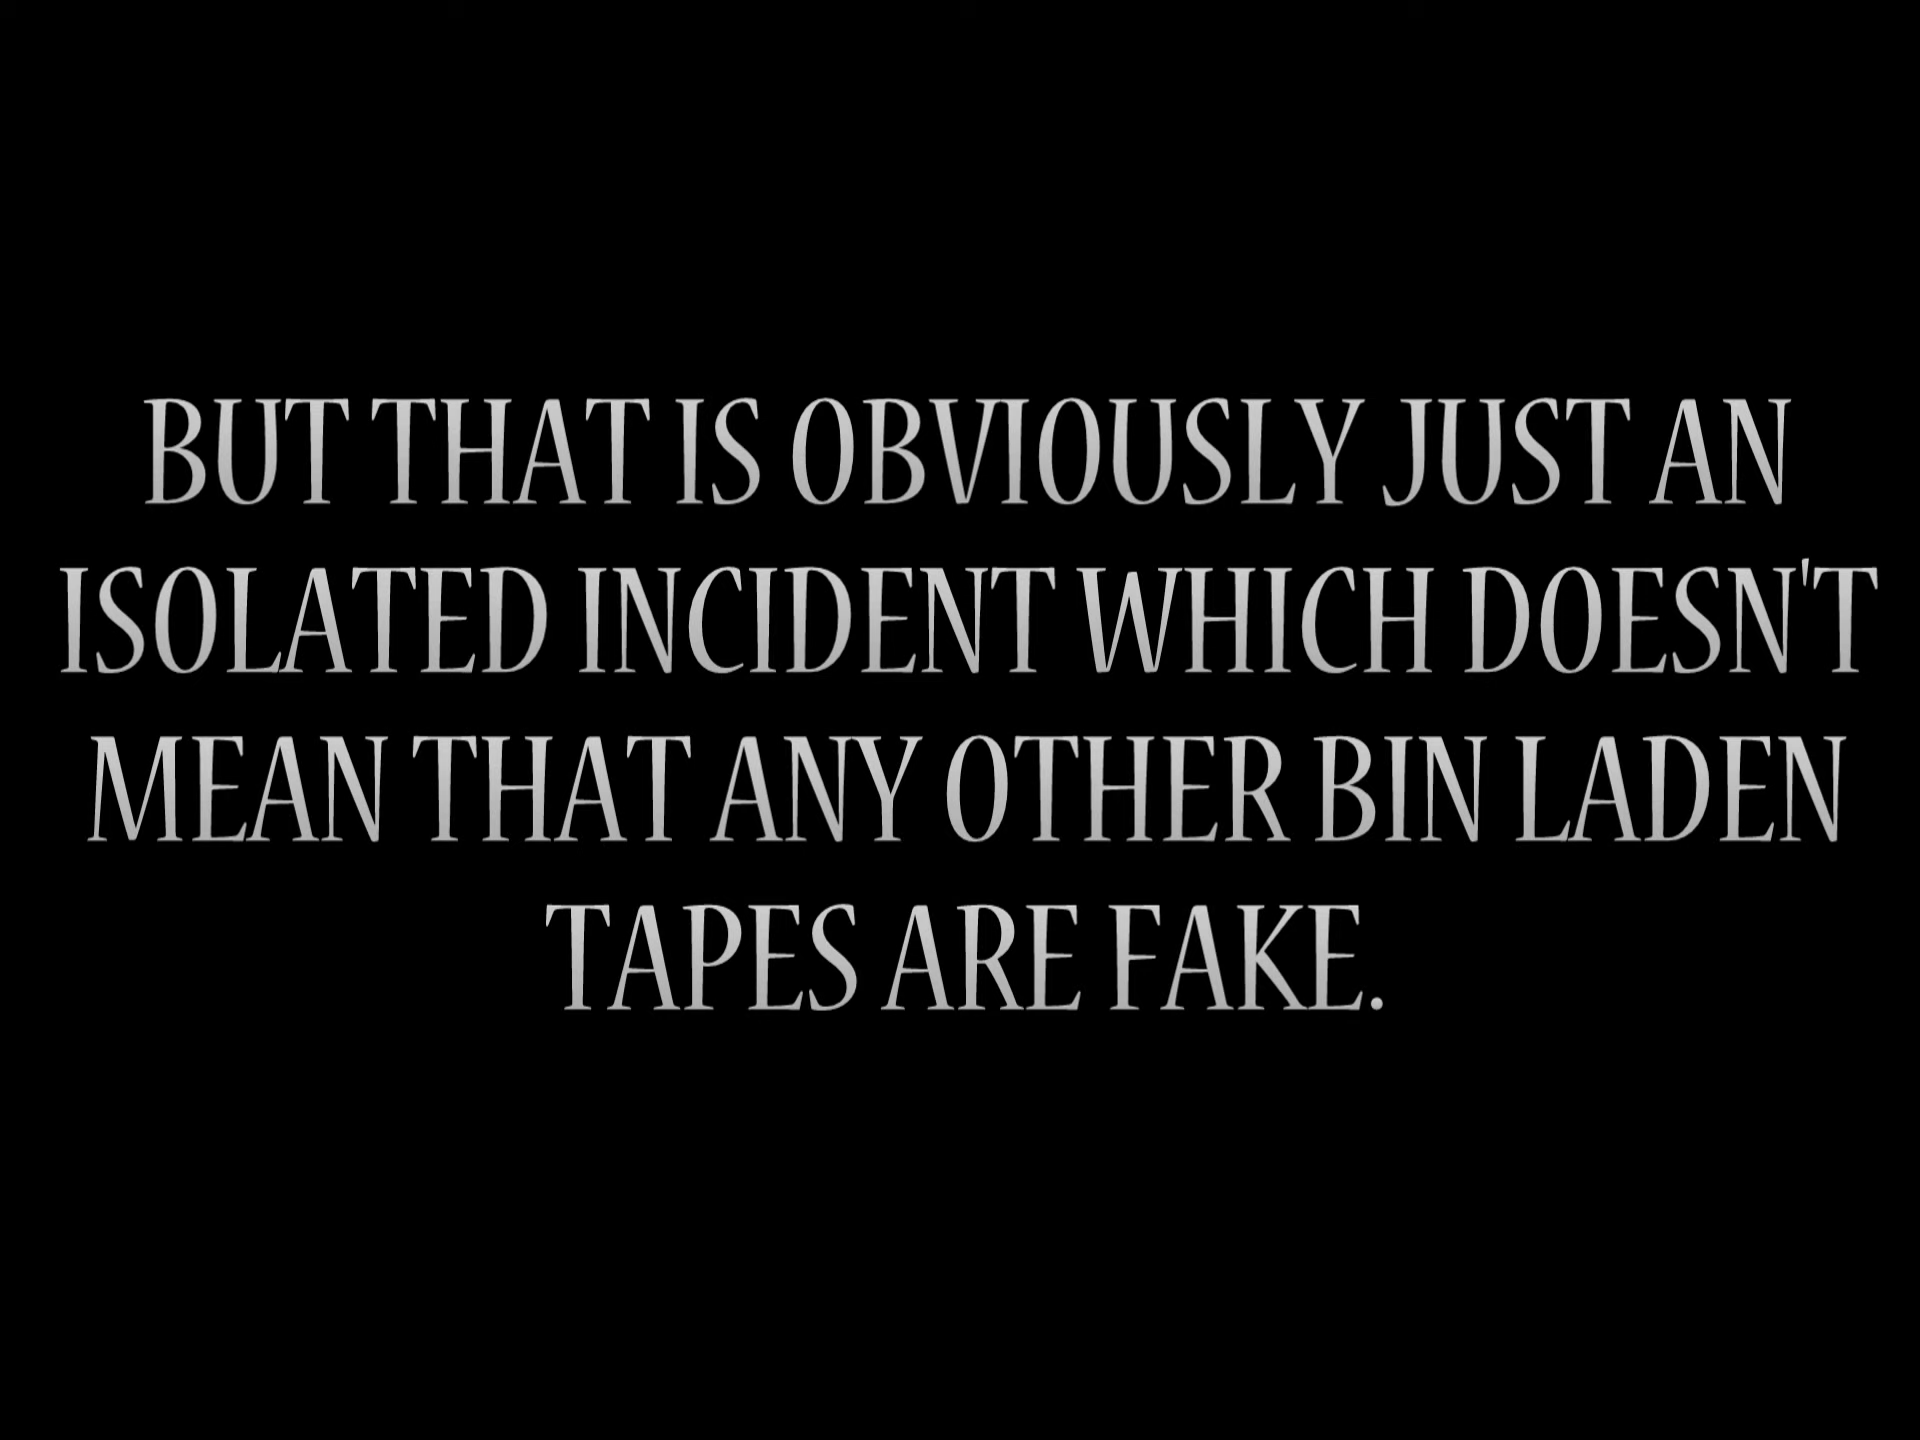 BUT THAT IS OBVIOUSLY JUST AN
ISOLATED INCIDENT WHICH DOESN'T
MEAN THAT ANY OTHER BIN LADEN
TAPES ARE FAKE.